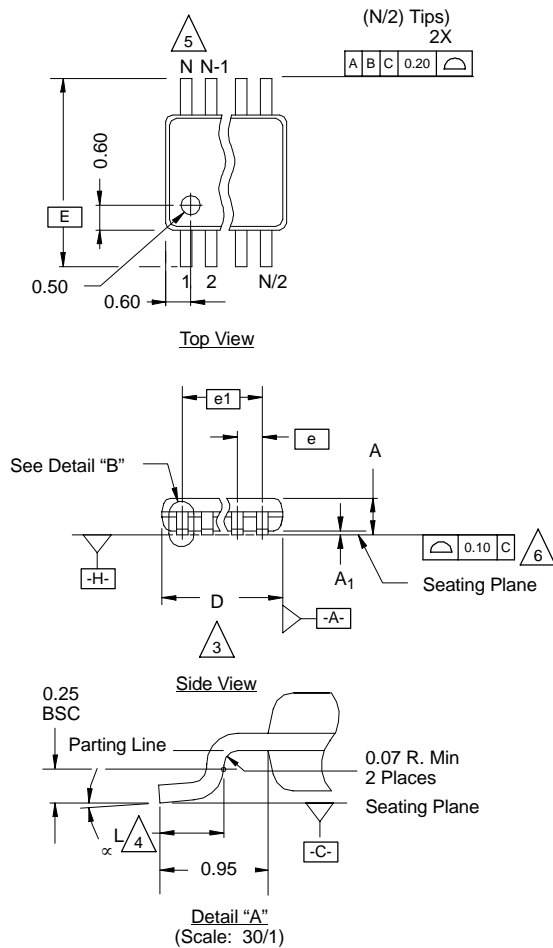 (N/2) Tips)
2X
5
N N-1
A B C 0.20
0.60
E
0.50
1 2 N/2
0.60
Top View
e1
e
See Detail “B”
A
0.10 C
6
-H-
A1
Seating Plane
D
-A-
3
Side View
0.25
BSC
Parting Line
0.07 R. Min
2 Places
Seating Plane
L 4
∝
-C-
0.95
Detail “A”
(Scale: 30/1)